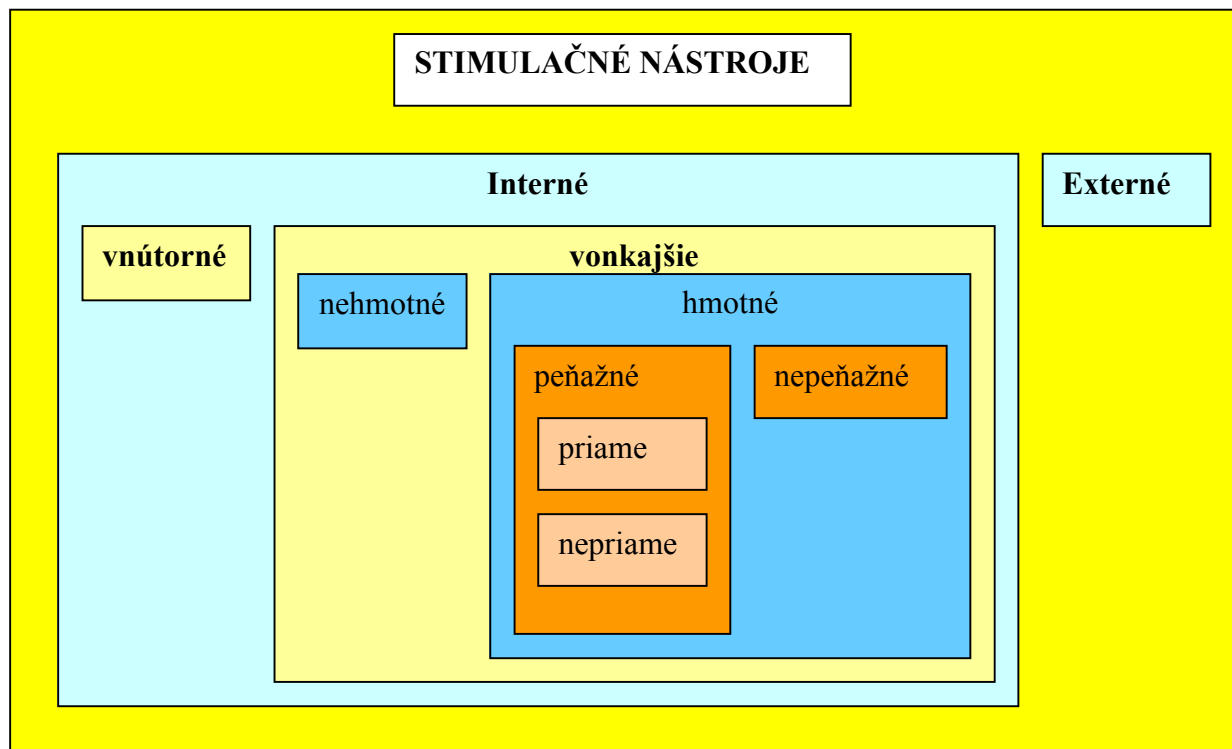 STIMULAČNÉ NÁSTROJE
Interné
Externé
vnútorné
vonkajšie
nehmotné
hmotné
peňažné
nepeňažné
priame
nepriame